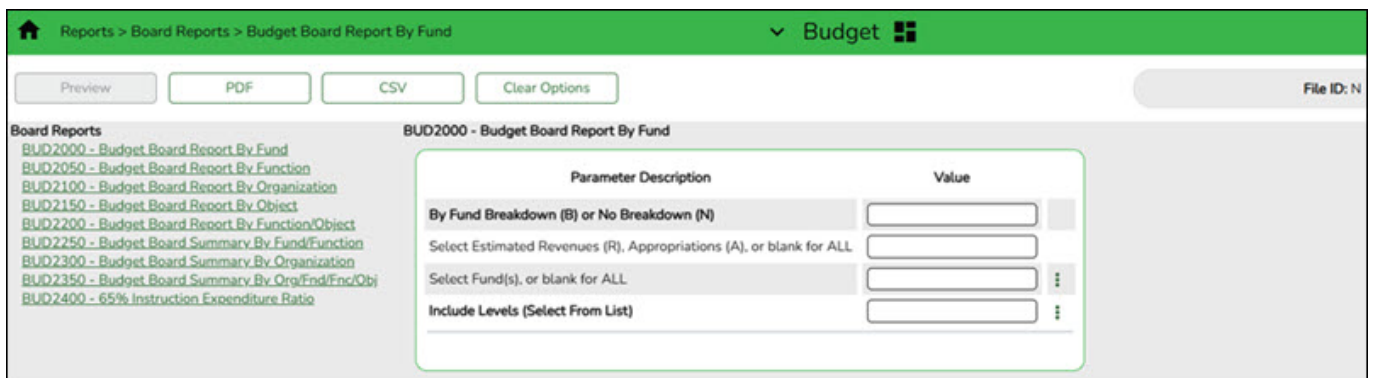 Reports > Board Reports > Budget Board Report By Fund
Budget
Preview
PDF
CSV
Clear Options
File ID: N
Board Reports
BUD2000 - Budget Board Report By Fund
BUD2050 - Budget Board Report By Function
BUD2100 - Budget Board Report By Organization
BUD2150 - Budget Board Report By Object
BUD2200 - Budget Board Report By Function/Object
BUD2250 - Budget Board Summary By Fund/Function
BUD2300 - Budget Board Summary By Organization
BUD2350 - Budget Board Summary By Org/Fnd/Fnc/Obj
BUD2400 - 65% Instruction Expenditure Ratio
BUD2000 - Budget Board Report By Fund
Parameter Description Value
By Fund Breakdown (B) or No Breakdown (N)
Select Estimated Revenues (R), Appropriations (A), or blank for ALL
Select Fund(s), or blank for ALL
Include Levels (Select From List)